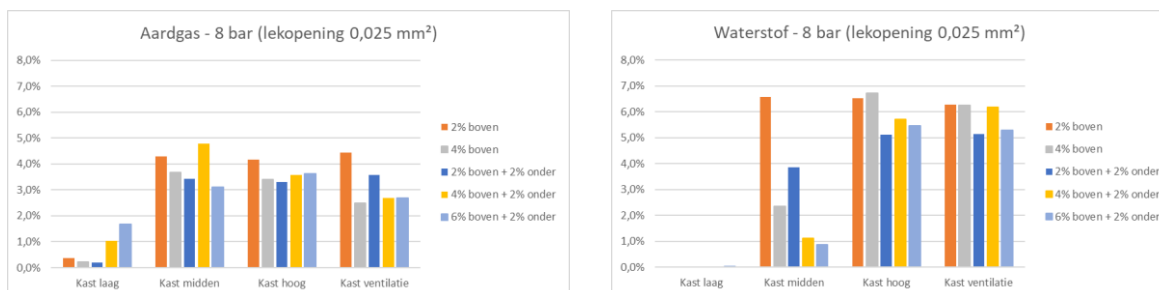 Aardgas - 8 bar (lekopening 0,025 mm²)
8,0%
7,0%
6,0%
5,0%
4,0%
3,0%
2,0%
1,0%
0,0%
Kast laag
Kast midden
Kast hoog
Kast ventilatie
2% boven
4% boven
2% boven + 2% onder
4% boven + 2% onder
6% boven + 2% onder
Waterstof - 8 bar (lekopening 0,025 mm²)
8,0%
7,0%
6,0%
5,0%
4,0%
3,0%
2,0%
1,0%
0,0%
Kast laag
Kast midden
Kast hoog
Kast ventilatie
2% boven
4% boven
2% boven + 2% onder
4% boven + 2% onder
6% boven + 2% onder